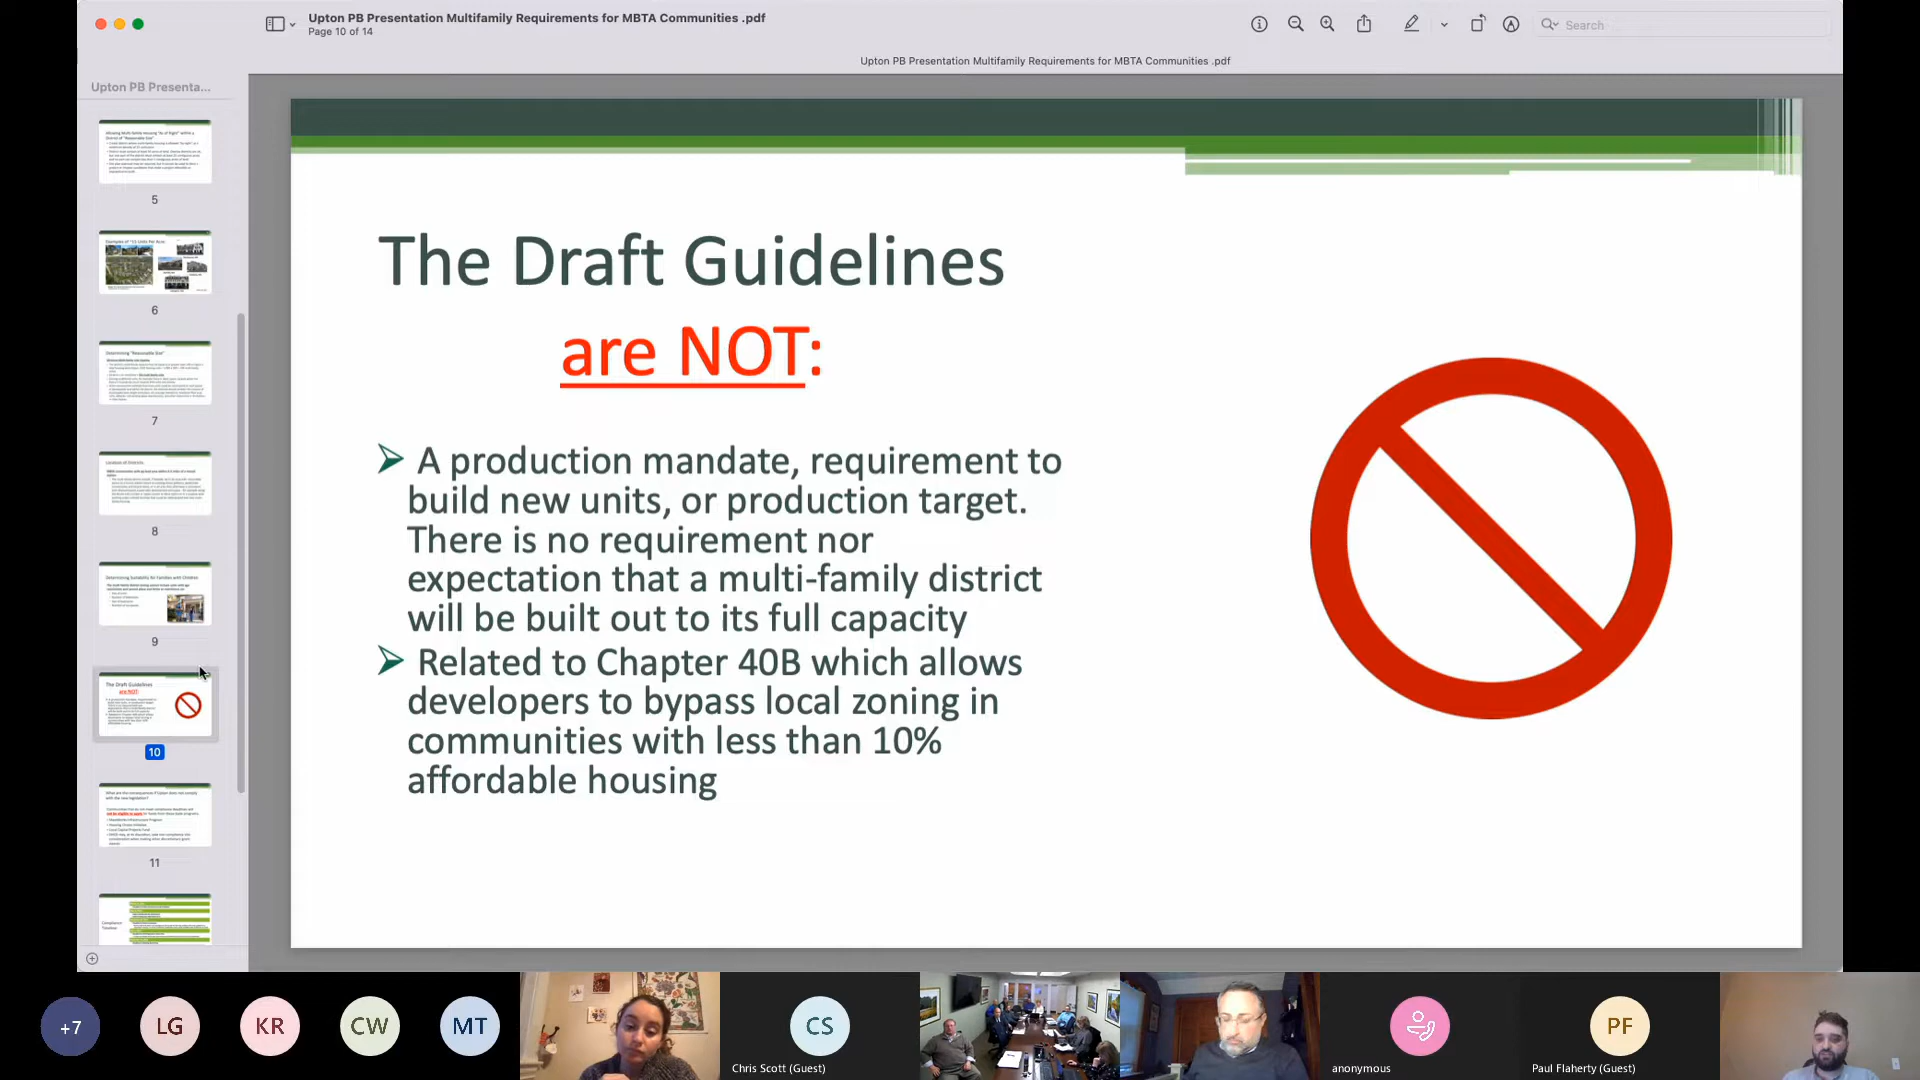 Upton PB Presentation Multifamily Requirements for MBTA Communities .pdf
Page 10 of 14
Search
Upton PB Presentation Multifamily Requirements for MBTA Communities .pdf
Upton PB Presenta...
5
6
7
8
9
The Draft Guidelines
are NOT:
10
11
The Draft Guidelines
are NOT:
A production mandate, requirement to
build new units, or production target.
There is no requirement nor
expectation that a multi-family district
will be built out to its full capacity
Related to Chapter 40B which allows
developers to bypass local zoning in
communities with less than 10%
affordable housing
+7
LG
KR
CW
MT
CS
Chris Scott (Guest)
anonymous
PF
Paul Flaherty (Guest)